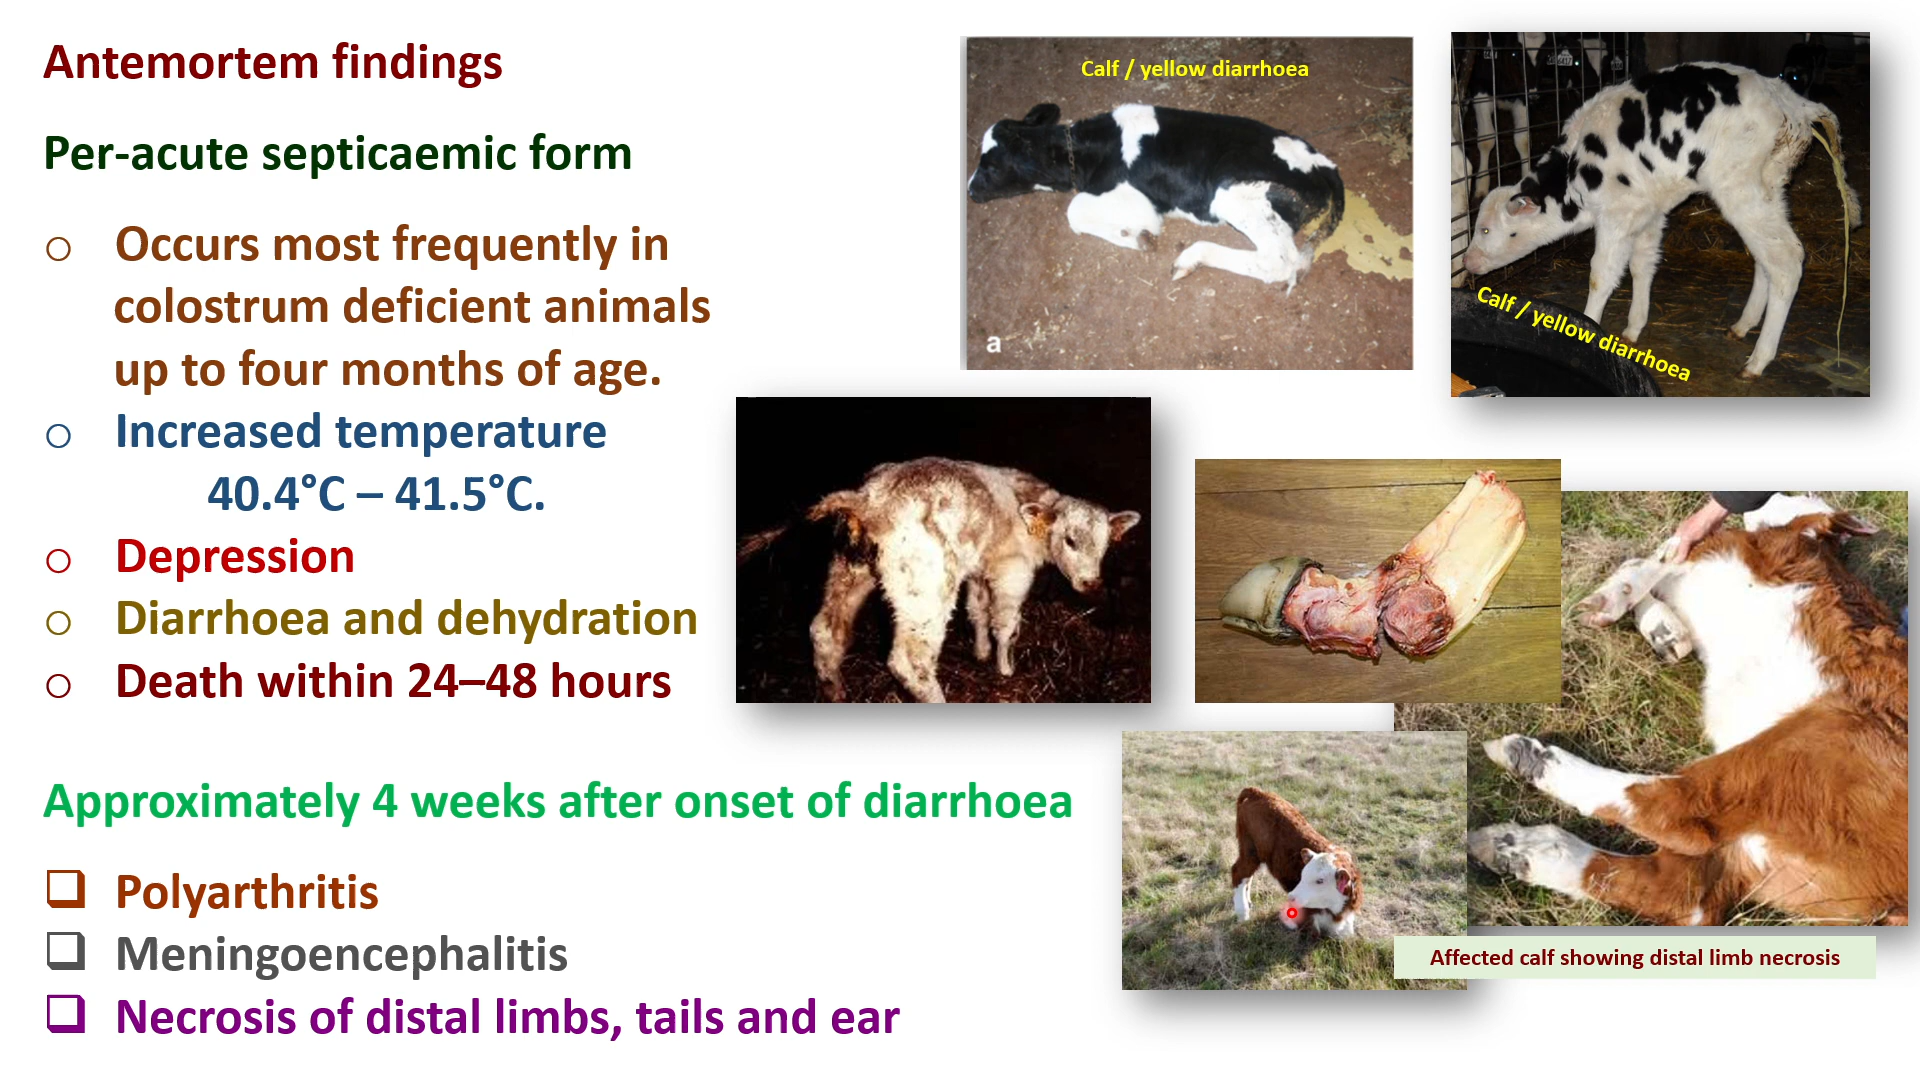 Antemortem findings
Per-acute septicaemic form
o Occurs most frequently in
colostrum deficient animals
up to four months of age.
o Increased temperature
40.4°C – 41.5°C.
o Depression
o Diarrhoea and dehydration
o Death within 24–48 hours
Approximately 4 weeks after onset of diarrhoea
❑ Polyarthritis
❑ Meningoencephalitis
❑ Necrosis of distal limbs, tails and ear
Calf / yellow diarrhoea
a
Calf / yellow diarrhoea
Affected calf showing distal limb necrosis